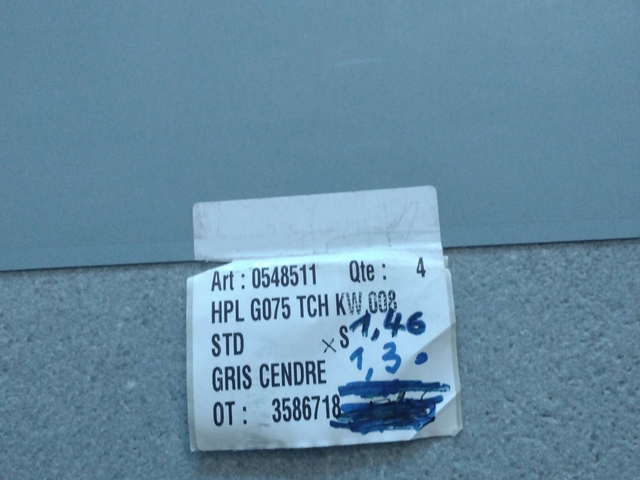 Art : 0548511 Qte : 4
HPL G075 TCH KW 008
STD × S 1,46
1,3.
GRIS CENDRE
OT : 3586718